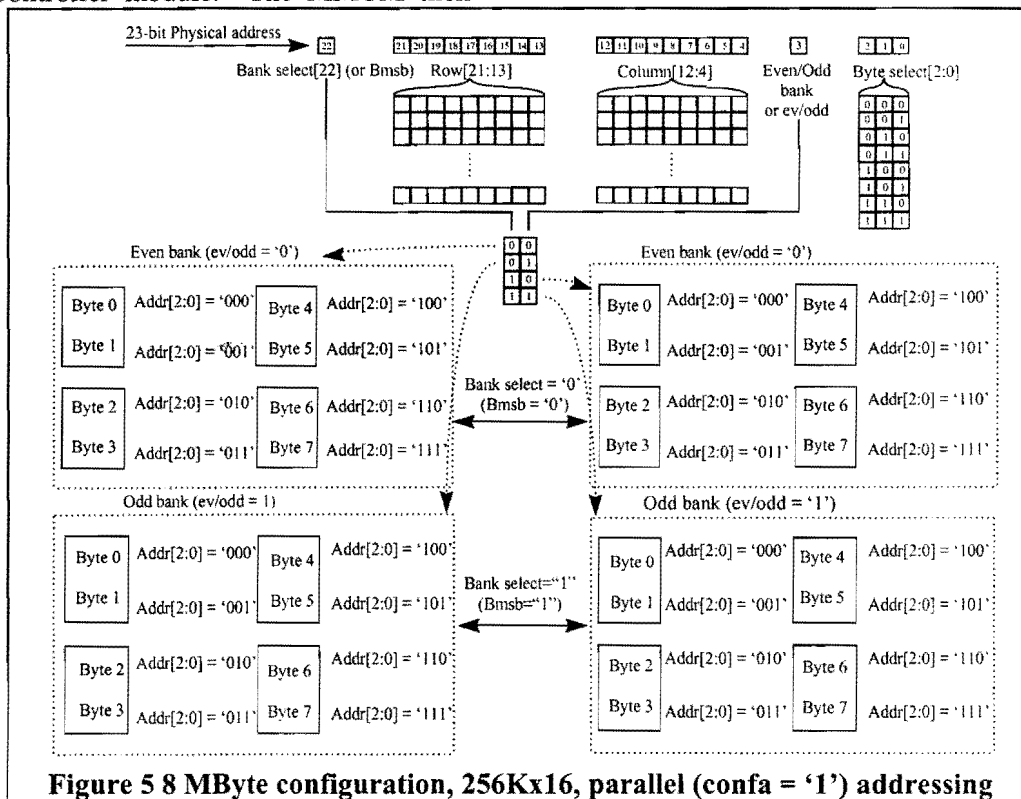 controller module. The
23-bit Physical address
22
21 20 19 18 17 16 15 14 13
12 11 10 9 8 7 6 5 4
3
2 1 0
Bank select[22] (or Bmsb)
Row[21:13]
Column[12:4]
Even/Odd
bank
or ev/odd
Byte select[2:0]
0 0 0
0 0 1
0 1 0
0 1 1
1 0 0
1 0 1
1 1 0
1 1 1
0 0
0 1
1 0
1 1
Even bank (ev/odd = ‘0’)
Byte 0 Addr[2:0] = ‘000’ Byte 4 Addr[2:0] = ‘100’
Byte 1 Addr[2:0] = ‘001’ Byte 5 Addr[2:0] = ‘101’
Byte 2 Addr[2:0] = ‘010’ Byte 6 Addr[2:0] = ‘110’
Byte 3 Addr[2:0] = ‘011’ Byte 7 Addr[2:0] = ‘111’
Bank select = ‘0’
(Bmsb = ‘0’)
Even bank (ev/odd = ‘0’)
Byte 0 Addr[2:0] = ‘000’ Byte 4 Addr[2:0] = ‘100’
Byte 1 Addr[2:0] = ‘001’ Byte 5 Addr[2:0] = ‘101’
Byte 2 Addr[2:0] = ‘010’ Byte 6 Addr[2:0] = ‘110’
Byte 3 Addr[2:0] = ‘011’ Byte 7 Addr[2:0] = ‘111’
Odd bank (ev/odd = 1)
Byte 0 Addr[2:0] = ‘000’ Byte 4 Addr[2:0] = ‘100’
Byte 1 Addr[2:0] = ‘001’ Byte 5 Addr[2:0] = ‘101’
Byte 2 Addr[2:0] = ‘010’ Byte 6 Addr[2:0] = ‘110’
Byte 3 Addr[2:0] = ‘011’ Byte 7 Addr[2:0] = ‘111’
Bank select=“1”
(Bmsb=“1”)
Odd bank (ev/odd = ‘1’)
Byte 0 Addr[2:0] = ‘000’ Byte 4 Addr[2:0] = ‘100’
Byte 1 Addr[2:0] = ‘001’ Byte 5 Addr[2:0] = ‘101’
Byte 2 Addr[2:0] = ‘010’ Byte 6 Addr[2:0] = ‘110’
Byte 3 Addr[2:0] = ‘011’ Byte 7 Addr[2:0] = ‘111’
Figure 5 8 MByte configuration, 256Kx16, parallel (confa = ‘1’) addressing